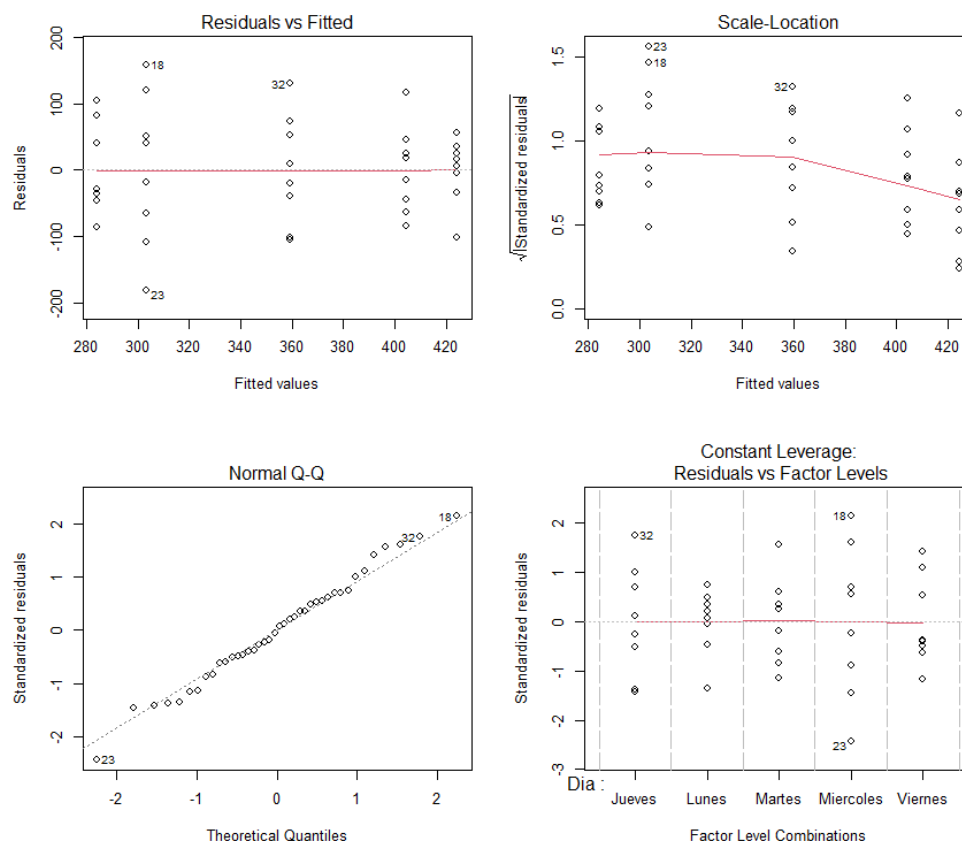 Residuals vs Fitted
Residuals
200
100
0
-100
-200
18
32
23
280 300 320 340 360 380 400 420
Fitted values
Scale-Location
√|Standardized residuals|
1.5
1.0
0.5
0.0
23
18
32
280 300 320 340 360 380 400 420
Fitted values
Normal Q-Q
Standardized residuals
2
1
0
-1
-2
18
32
23
-2 -1 0 1 2
Theoretical Quantiles
Constant Leverage:
Residuals vs Factor Levels
Standardized residuals
2
1
0
-1
-2
-3
32
18
23
Dia :
Jueves Lunes Martes Miercoles Viernes
Factor Level Combinations